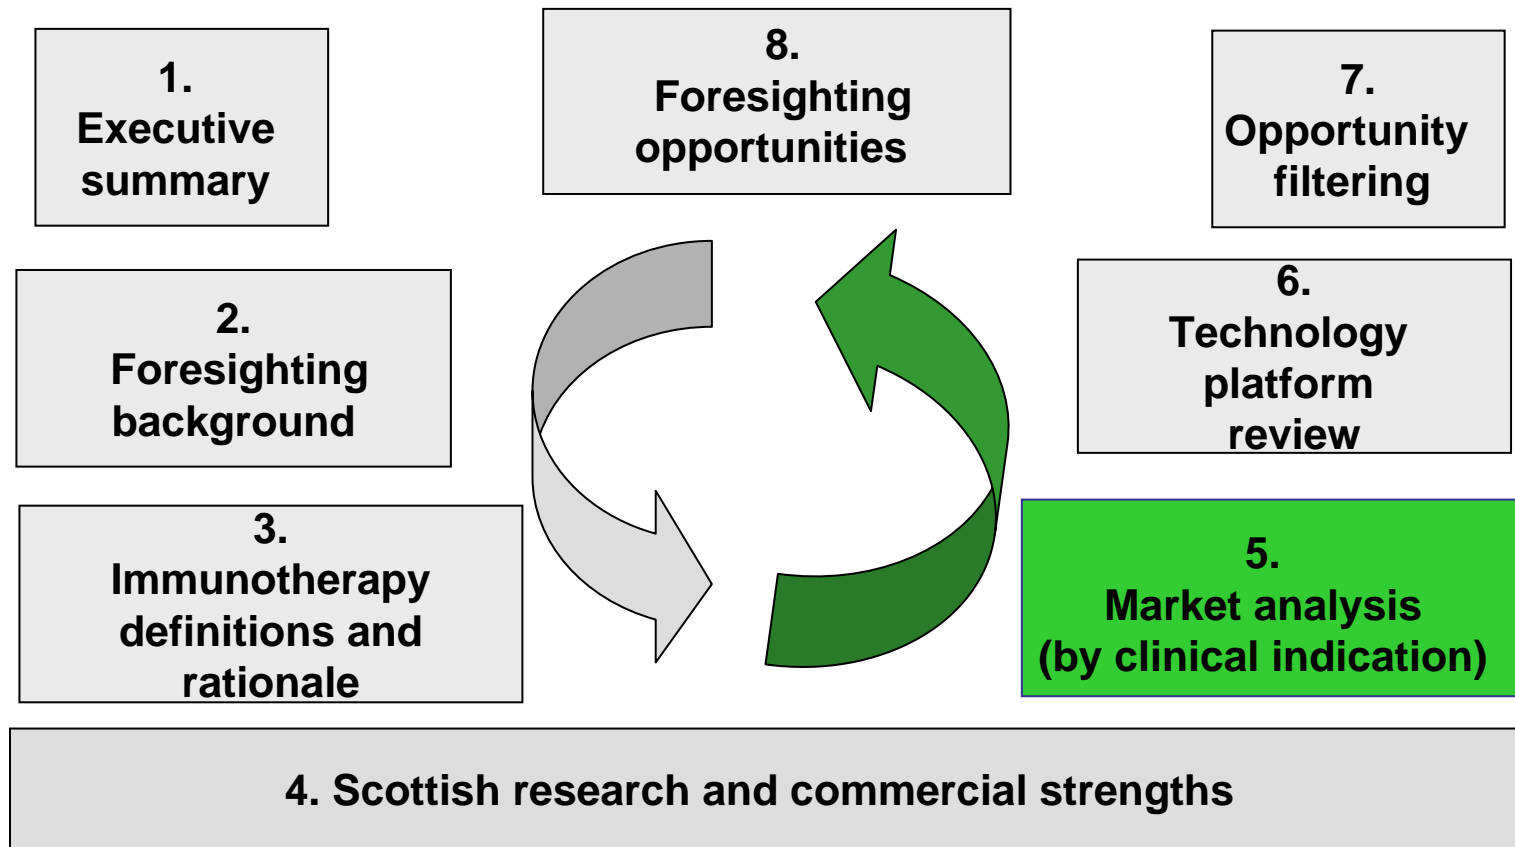 1.
Executive
summary
2.
Foresighting
background
3.
Immunotherapy
definitions and
rationale
4. Scottish research and commercial strengths
5.
Market analysis
(by clinical indication)
6.
Technology
platform
review
7.
Opportunity
filtering
8.
Foresighting
opportunities